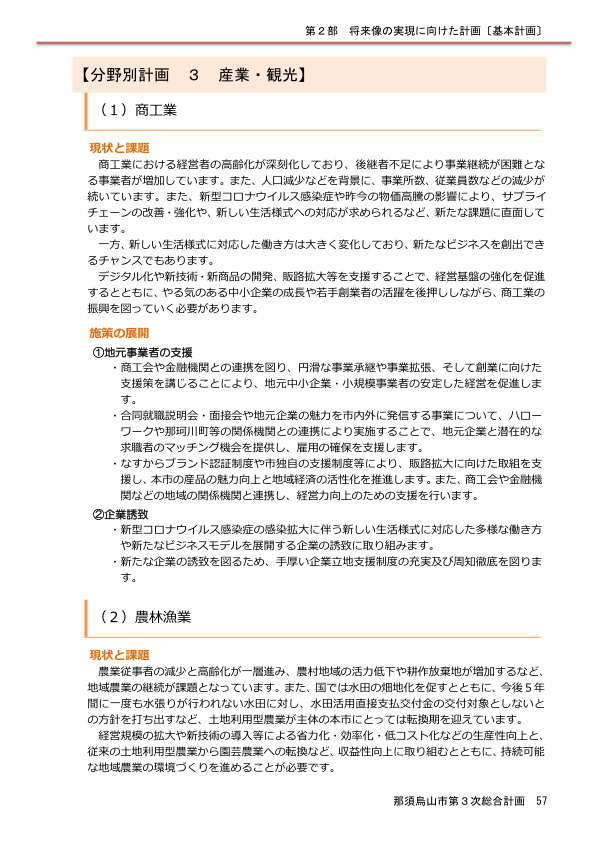 第２部　将来像の実現に向けた計画〔基本計画〕
【分野別計画　３　産業・観光】
（１）商工業
現状と課題
　商工業における経営者の高齢化が深刻化しており、後継者不足により事業継続が困難とな
る事業者が増加しています。また、人口減少などを背景に、事業所数、従業員数などの減少が
続いています。また、新型コロナウイルス感染症や昨今の物価高騰の影響により、サプライ
チェーンの改善・強化や、新しい生活様式への対応が求められるなど、新たな課題に直面して
います。
　一方、新しい生活様式に対応した働き方は大きく変化しており、新たなビジネスを創出でき
るチャンスでもあります。
　デジタル化や新技術・新商品の開発、販路拡大等を支援することで、経営基盤の強化を促進
するとともに、やる気のある中小企業の成長や若手創業者の活躍を後押ししながら、商工業の
振興を図っていく必要があります。
施策の展開
①地元事業者の支援
・商工会や金融機関との連携を図り、円滑な事業承継や事業拡張、そして創業に向けた
支援策を講じることにより、地元中小企業・小規模事業者の安定した経営を促進しま
す。
・合同就職説明会・面接会や地元企業の魅力を市内外に発信する事業について、ハロー
ワークや那珂川町等の関係機関との連携により実施することで、地元企業と潜在的な
求職者のマッチング機会を提供し、雇用の確保を支援します。
・なすからブランド認証制度や市独自の支援制度等により、販路拡大に向けた取組を支
援し、本市の産品の魅力向上と地域経済の活性化を推進します。また、商工会や金融機
関などの地域の関係機関と連携し、経営力向上のための支援を行います。
②企業誘致
・新型コロナウイルス感染症の感染拡大に伴う新しい生活様式に対応した多様な働き方
や新たなビジネスモデルを展開する企業の誘致に取り組みます。
・新たな企業の誘致を図るため、手厚い企業立地支援制度の充実及び周知徹底を図りま
す。
（２）農林漁業
現状と課題
　農業従事者の減少と高齢化が一層進み、農村地域の活力低下や耕作放棄地が増加するなど、
地域農業の継続が課題となっています。また、国では水田の畑地化を促すとともに、今後５年
間に一度も水張りが行われない水田に対し、水田活用直接支払交付金の交付対象としないと
の方針を打ち出すなど、土地利用型農業が主体の本市にとっては転換期を迎えています。
　経営規模の拡大や新技術の導入等による省力化・効率化・低コスト化などの生産性向上と、
従来の土地利用型農業から園芸農業への転換など、収益性向上に取り組むとともに、持続可能
な地域農業の環境づくりを進めることが必要です。
那須烏山市第３次総合計画　57